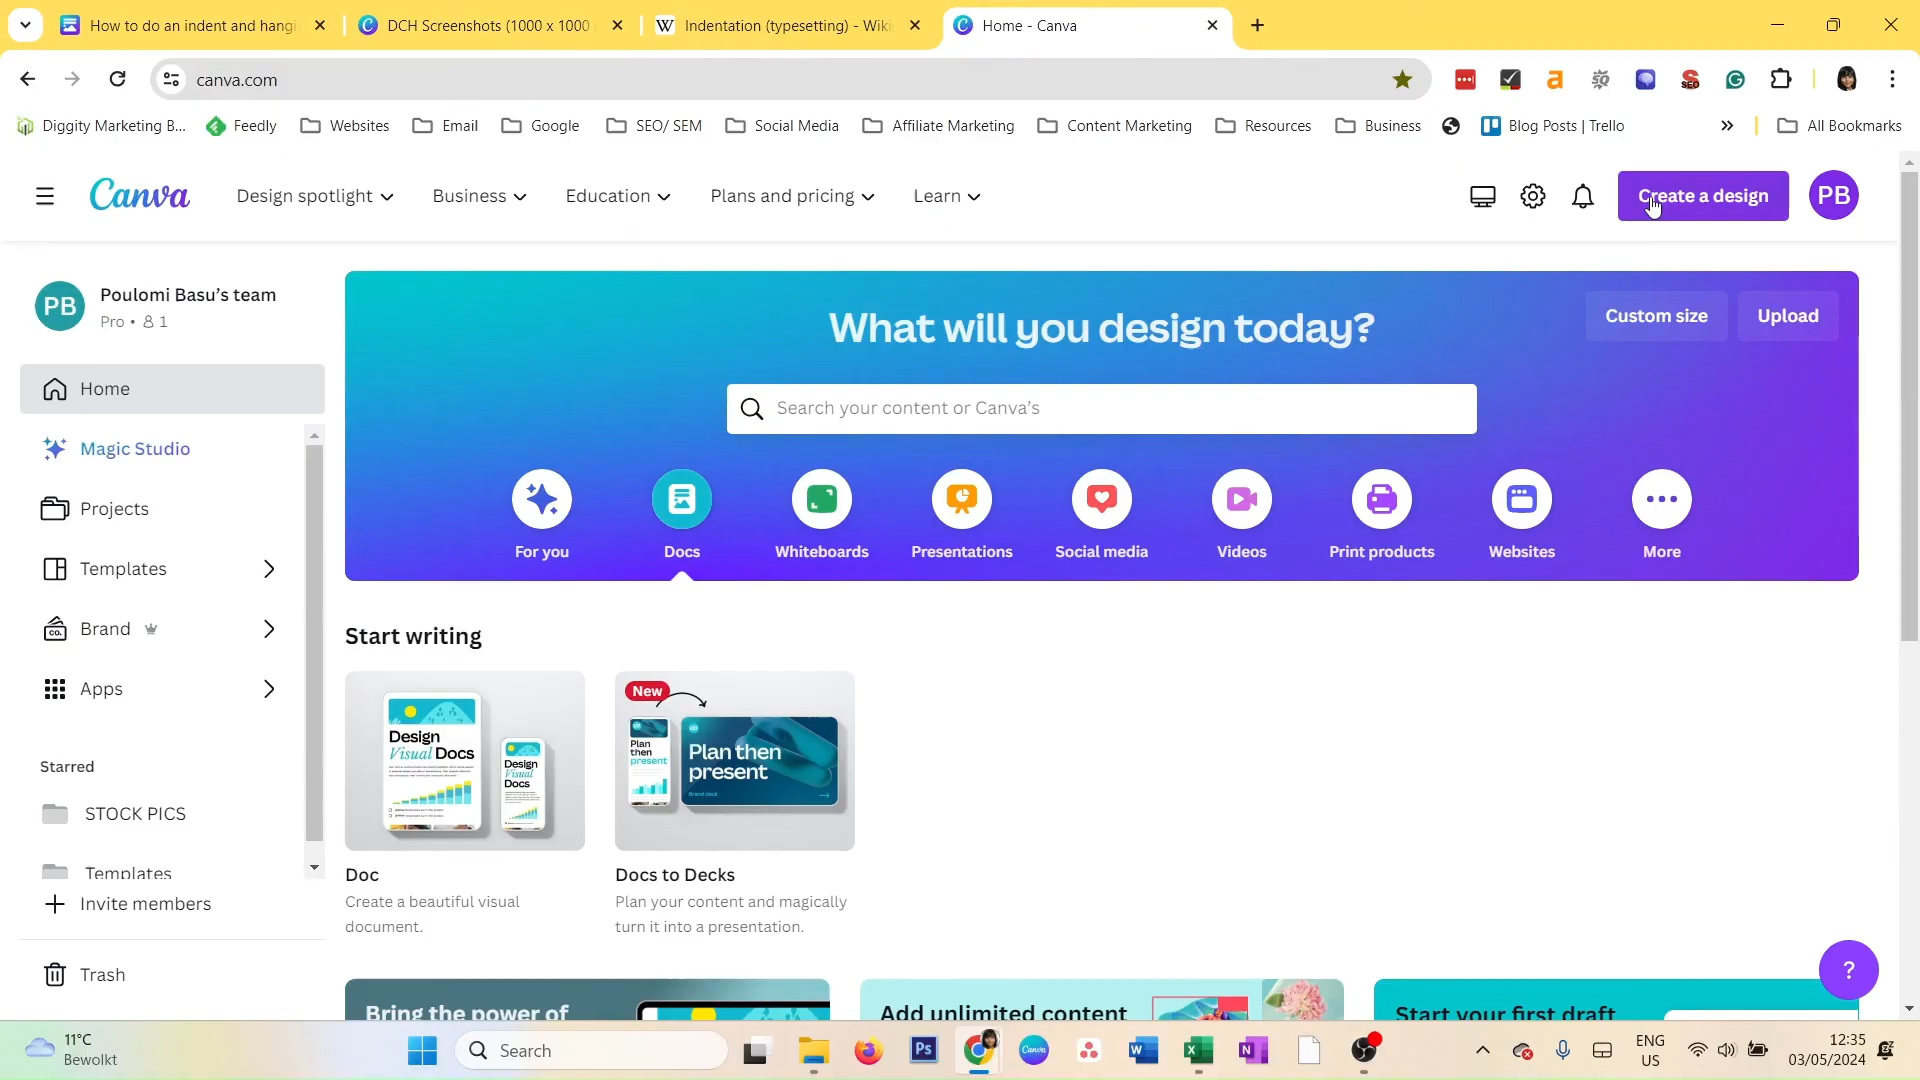 How to do an indent and hangi
DCH Screenshots (1000 x 1000
Indentation (typesetting) - Wiki
Home - Canva
canva.com
Diggity Marketing B...
Feedly
Websites
Email
Google
SEO/ SEM
Social Media
Affiliate Marketing
Content Marketing
Resources
Business
Blog Posts | Trello
All Bookmarks
Canva
Design spotlight
Business
Education
Plans and pricing
Learn
Create a design
PB
PB
Poulomi Basu's team
Pro • 1
What will you design today?
Custom size
Upload
Search your content or Canva's
For you
Docs
Whiteboards
Presentations
Social media
Videos
Print products
Websites
More
Home
Magic Studio
Projects
Templates
Brand
Apps
Starred
STOCK PICS
Templates
Invite members
Trash
Start writing
Design
Visual Docs
Design
Visual
Docs
New
Plan
then
present
Plan then
present
Doc
Create a beautiful visual
document.
Docs to Decks
Plan your content and magically
turn it into a presentation.
Bring the power of
Add unlimited content
Start your first draft
?
11°C
Bewolkt
Search
Ps
Canva
ENG
US
12:35
03/05/2024